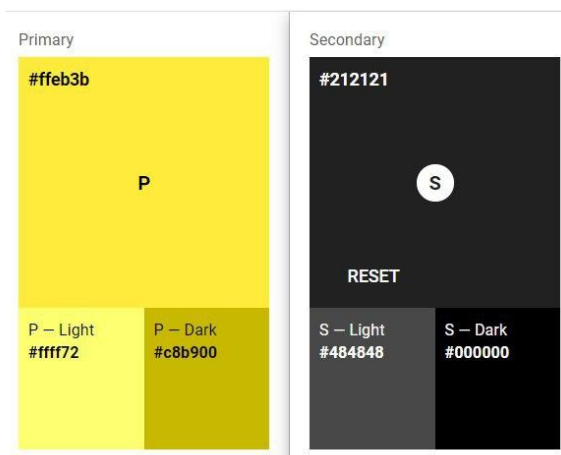 Primary
#ffeb3b
P
P — Light
#ffff72
P — Dark
#c8b900
Secondary
#212121
S
RESET
S — Light
#484848
S — Dark
#000000